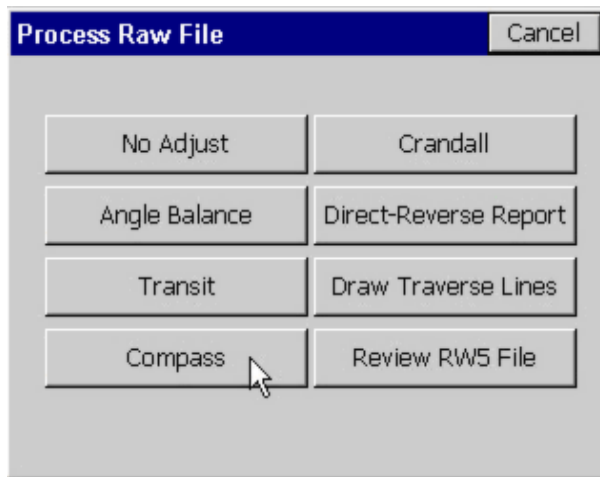 Process Raw File Cancel
No Adjust Crandall
Angle Balance Direct-Reverse Report
Transit Draw Traverse Lines
Compass Review RW5 File